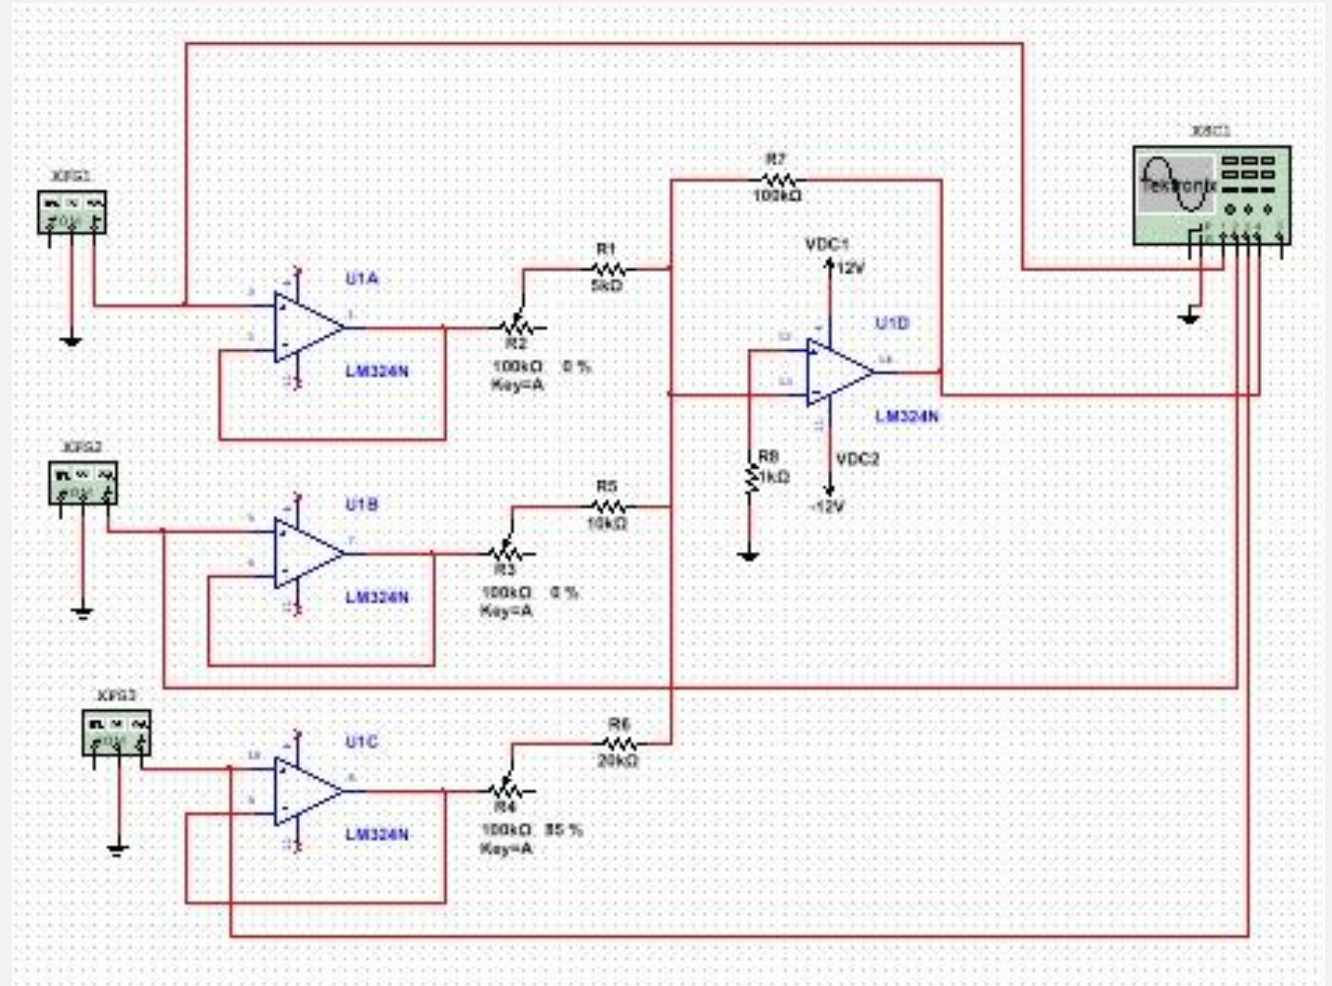 XSC1
Tektronix
XFG1
R7
100kΩ
VDC1
12V
R1
5kΩ
U1A
LM324N
R2
100kΩ 0 %
Key=A
U1D
LM324N
VDC2
-12V
R8
1kΩ
XFG2
U1B
LM324N
R5
10kΩ
R3
100kΩ 0 %
Key=A
XFG3
U1C
LM324N
R6
20kΩ
R4
100kΩ 85 %
Key=A